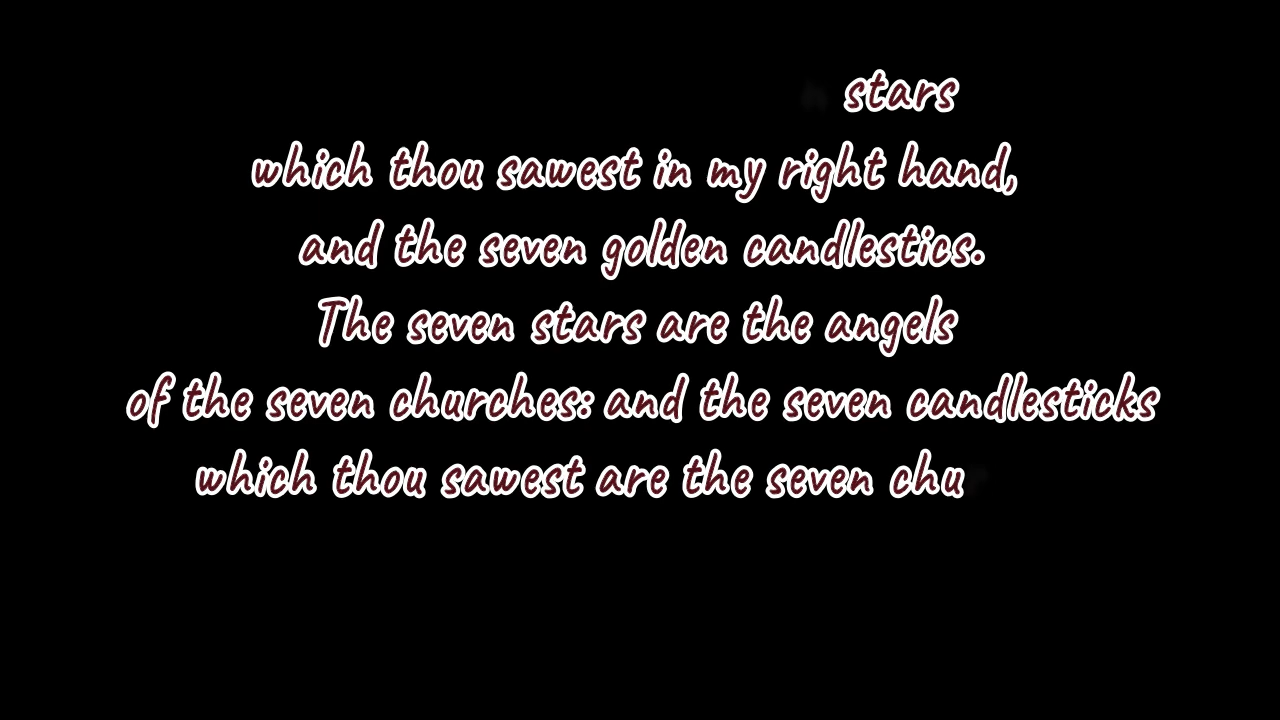 stars
which thou sawest in my right hand,
and the seven golden candlestics.
The seven stars are the angels
of the seven churches: and the seven candlesticks
which thou sawest are the seven chu